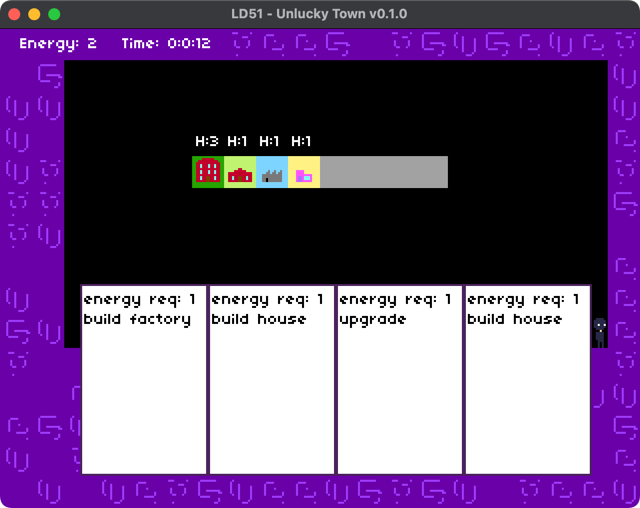 LD51 - Unlucky Town v0.1.0
Energy: 2 Time: 0:0:12
H:3 H:1 H:1 H:1
energy req: 1
build factory
energy req: 1
build house
energy req: 1
upgrade
energy req: 1
build house